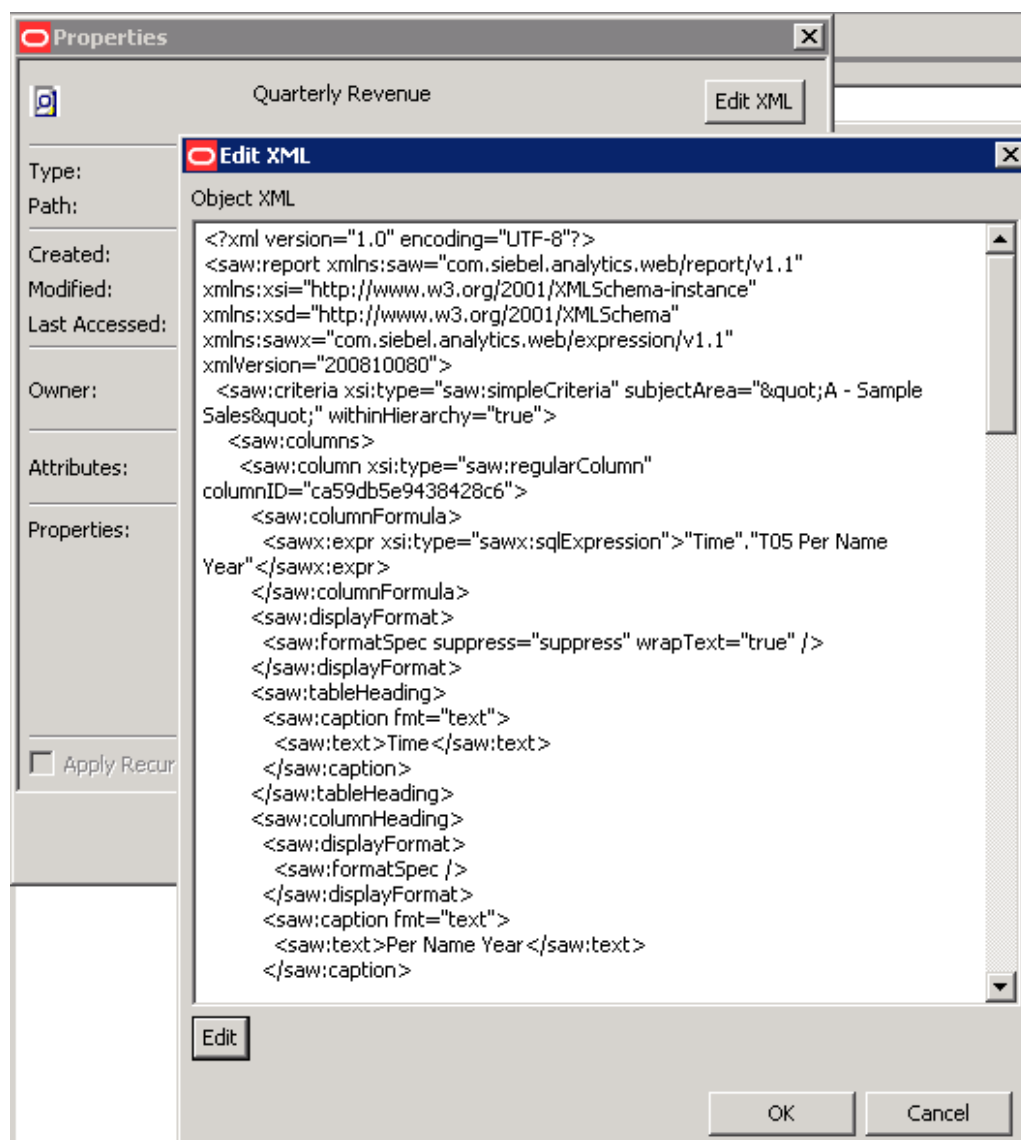 Properties
Quarterly Revenue
Edit XML
Type:
Path:
Created:
Modified:
Last Accessed:
Owner:
Attributes:
Properties:
Apply Recur
Edit XML
Object XML
<?xml version="1.0" encoding="UTF-8"?>
<saw:report xmlns:saw="com.siebel.analytics.web/report/v1.1"
xmlns:xsi="http://www.w3.org/2001/XMLSchema-instance"
xmlns:xsd="http://www.w3.org/2001/XMLSchema"
xmlns:sawx="com.siebel.analytics.web/expression/v1.1"
xmlVersion="200810080">
<saw:criteria xsi:type="saw:simpleCriteria" subjectArea="&quot;A - Sample
Sales&quot;" withinHierarchy="true">
<saw:columns>
<saw:column xsi:type="saw:regularColumn"
columnID="ca59db5e9438428c6">
<saw:columnFormula>
<sawx:expr xsi:type="sawx:sqlExpression">"Time"."T05 Per Name
Year"</sawx:expr>
</saw:columnFormula>
<saw:displayFormat>
<saw:formatSpec suppress="suppress" wrapText="true" />
</saw:displayFormat>
<saw:tableHeading>
<saw:caption fmt="text">
<saw:text>Time</saw:text>
</saw:caption>
</saw:tableHeading>
<saw:columnHeading>
<saw:displayFormat>
<saw:formatSpec />
</saw:displayFormat>
<saw:caption fmt="text">
<saw:text>Per Name Year</saw:text>
</saw:caption>
Edit
OK
Cancel